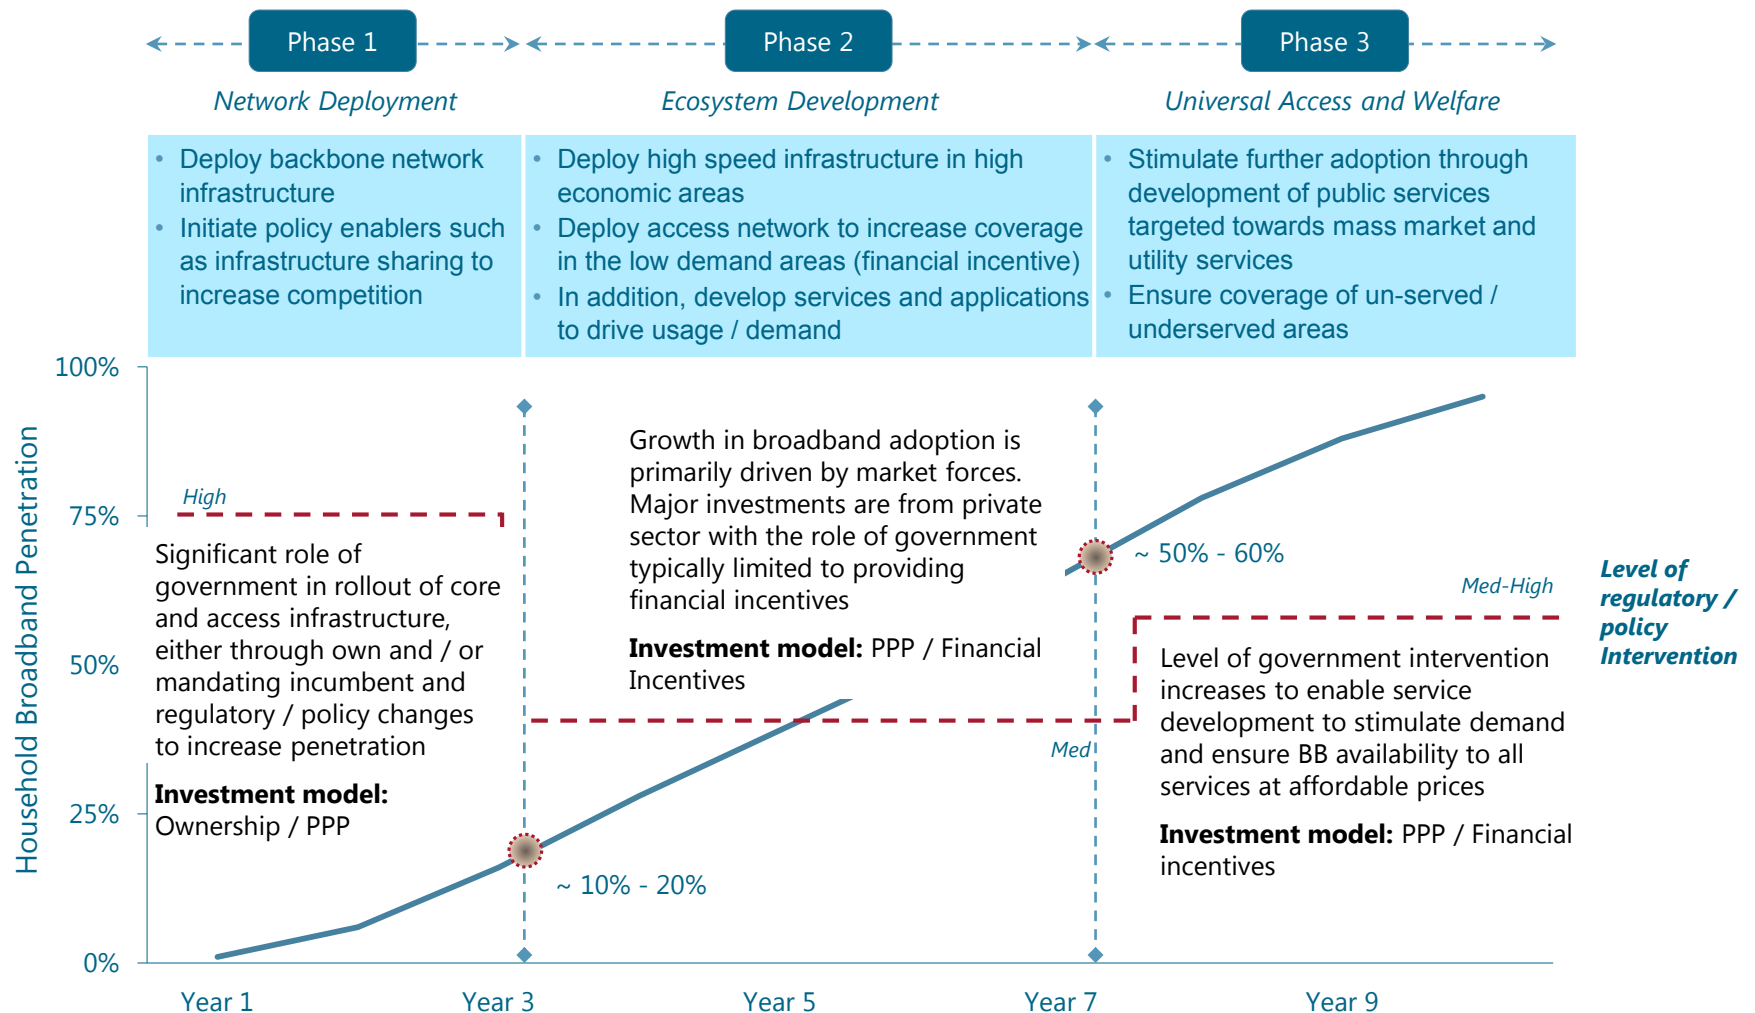 Phase 1
Phase 2
Phase 3
Network Deployment
Ecosystem Development
Universal Access and Welfare
• Deploy backbone network
infrastructure
• Initiate policy enablers such
as infrastructure sharing to
increase competition
• Deploy high speed infrastructure in high
economic areas
• Deploy access network to increase coverage
in the low demand areas (financial incentive)
• In addition, develop services and applications
to drive usage / demand
• Stimulate further adoption through
development of public services
targeted towards mass market and
utility services
• Ensure coverage of un-served /
underserved areas
Household Broadband Penetration
100%
75%
50%
25%
0%
High
Significant role of
government in rollout of core
and access infrastructure,
either through own and / or
mandating incumbent and
regulatory / policy changes
to increase penetration
Investment model:
Ownership / PPP
~ 10% - 20%
Growth in broadband adoption is
primarily driven by market forces.
Major investments are from private
sector with the role of government
typically limited to providing
financial incentives
Investment model: PPP / Financial
Incentives
Med
~ 50% - 60%
Med-High
Level of government intervention
increases to enable service
development to stimulate demand
and ensure BB availability to all
services at affordable prices
Investment model: PPP / Financial
incentives
Level of
regulatory /
policy
Intervention
Year 1
Year 3
Year 5
Year 7
Year 9